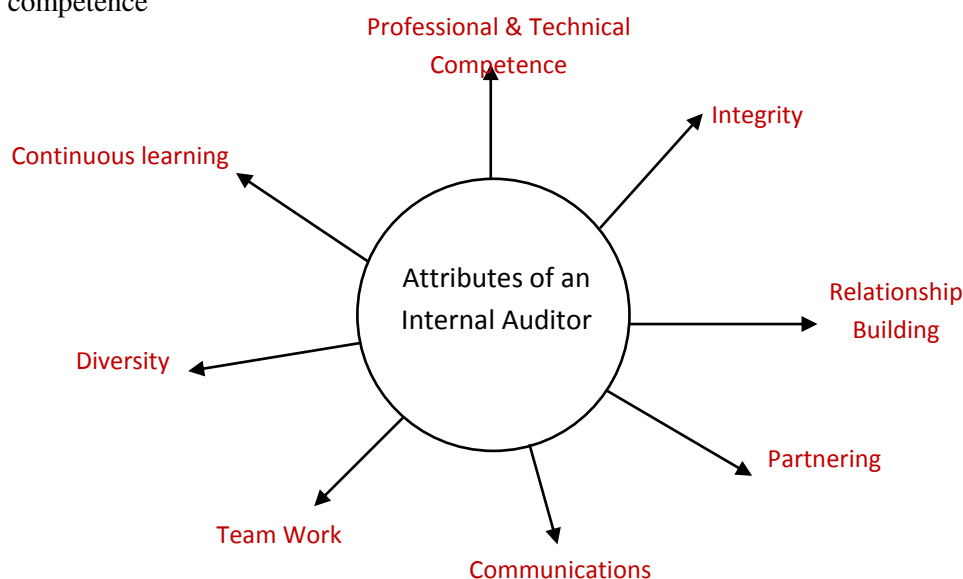 competence
Professional & Technical
Competence
Integrity
Continuous learning
Attributes of an
Internal Auditor
Relationship
Building
Diversity
Partnering
Team Work
Communications